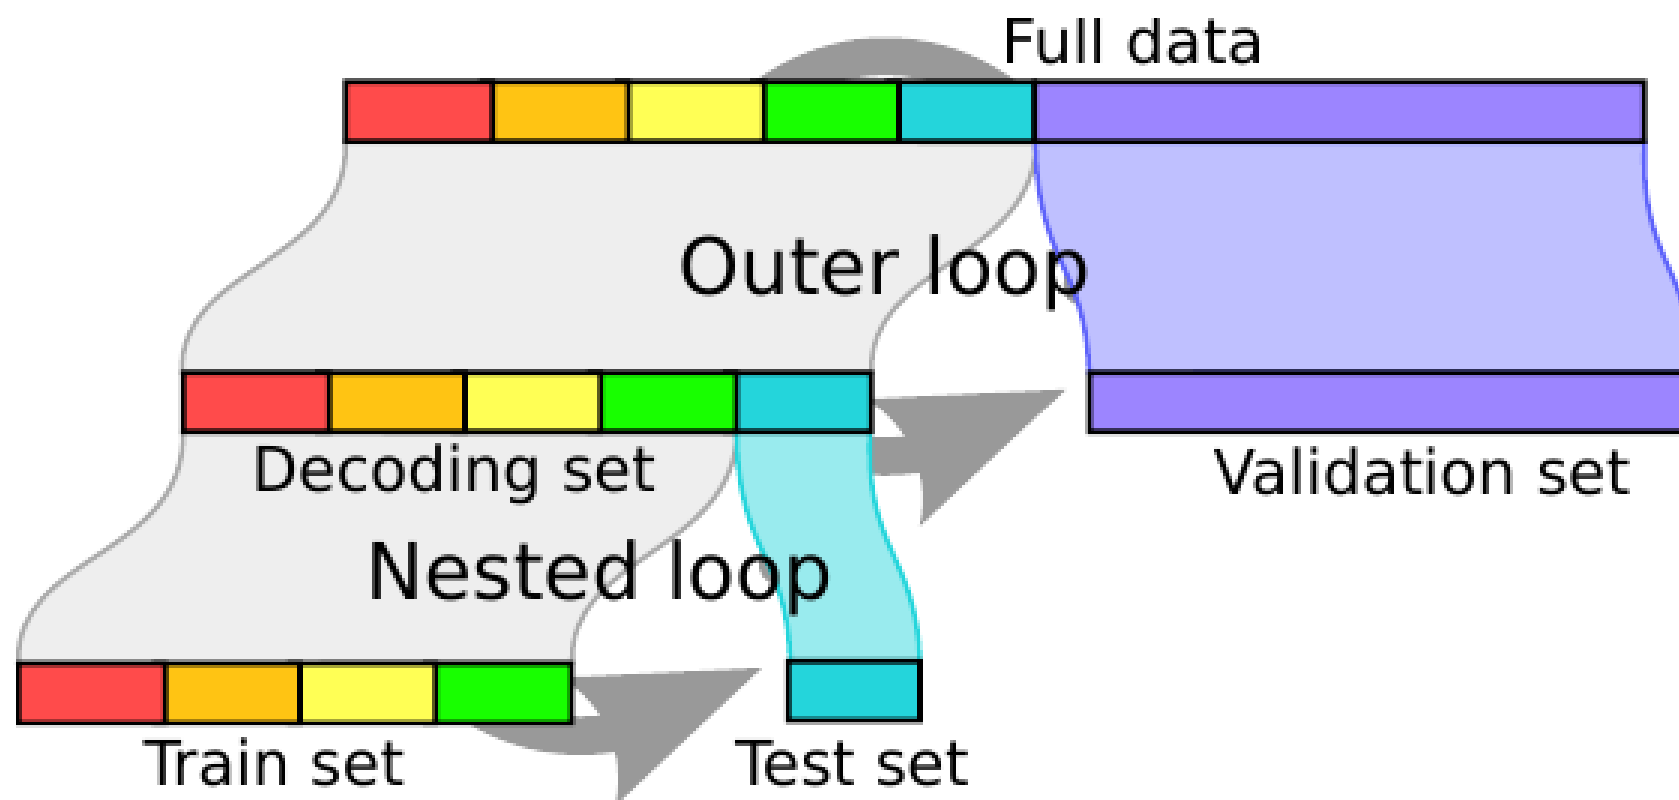 Full data
Outer loop
Decoding set
Validation set
Nested loop
Train set
Test set